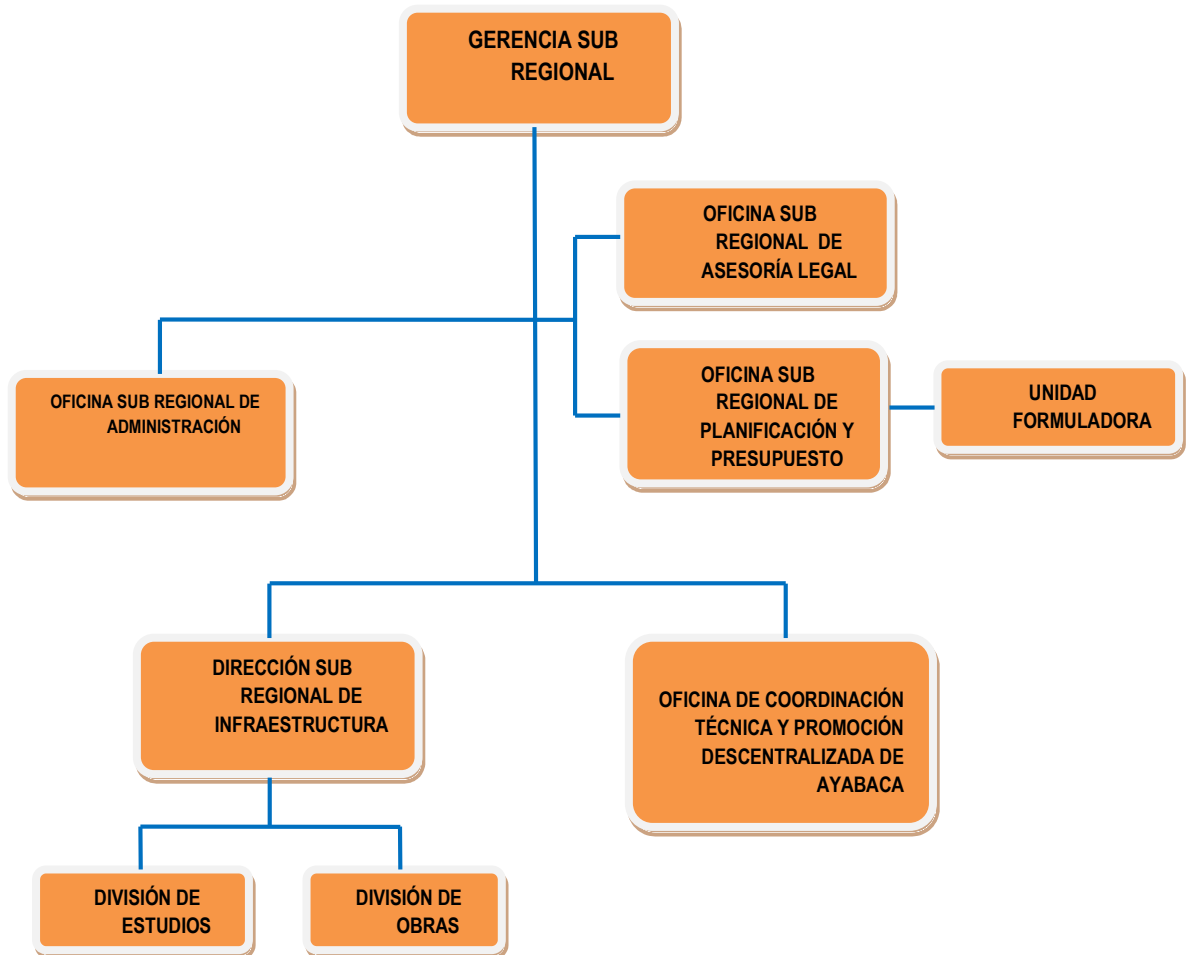 GERENCIA SUB
REGIONAL
OFICINA SUB
REGIONAL DE
ASESORÍA LEGAL
OFICINA SUB REGIONAL DE
ADMINISTRACIÓN
OFICINA SUB
REGIONAL DE
PLANIFICACIÓN Y
PRESUPUESTO
UNIDAD
FORMULADORA
DIRECCIÓN SUB
REGIONAL DE
INFRAESTRUCTURA
OFICINA DE COORDINACIÓN
TÉCNICA Y PROMOCIÓN
DESCENTRALIZADA DE
AYABACA
DIVISIÓN DE
ESTUDIOS
DIVISIÓN DE
OBRAS